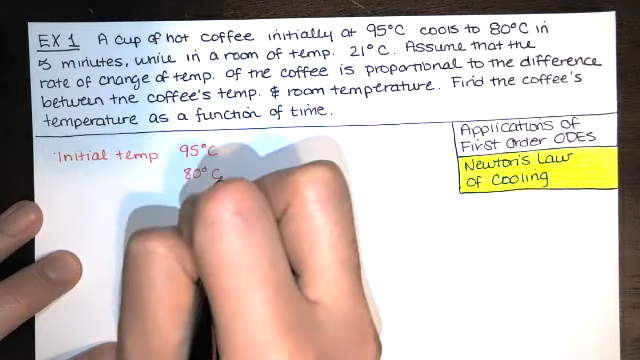 EX 1 A cup of hot coffee initially at 95°C cools to 80°C in
5 minutes, while in a room of temp. 21°C. Assume that the
rate of change of temp. of the coffee is proportional to the difference
between the coffee's temp. & room temperature. Find the coffee's
temperature as a function of time.
Applications of
First Order ODEs
Newton's Law
of Cooling
Initial temp 95°C
80°C